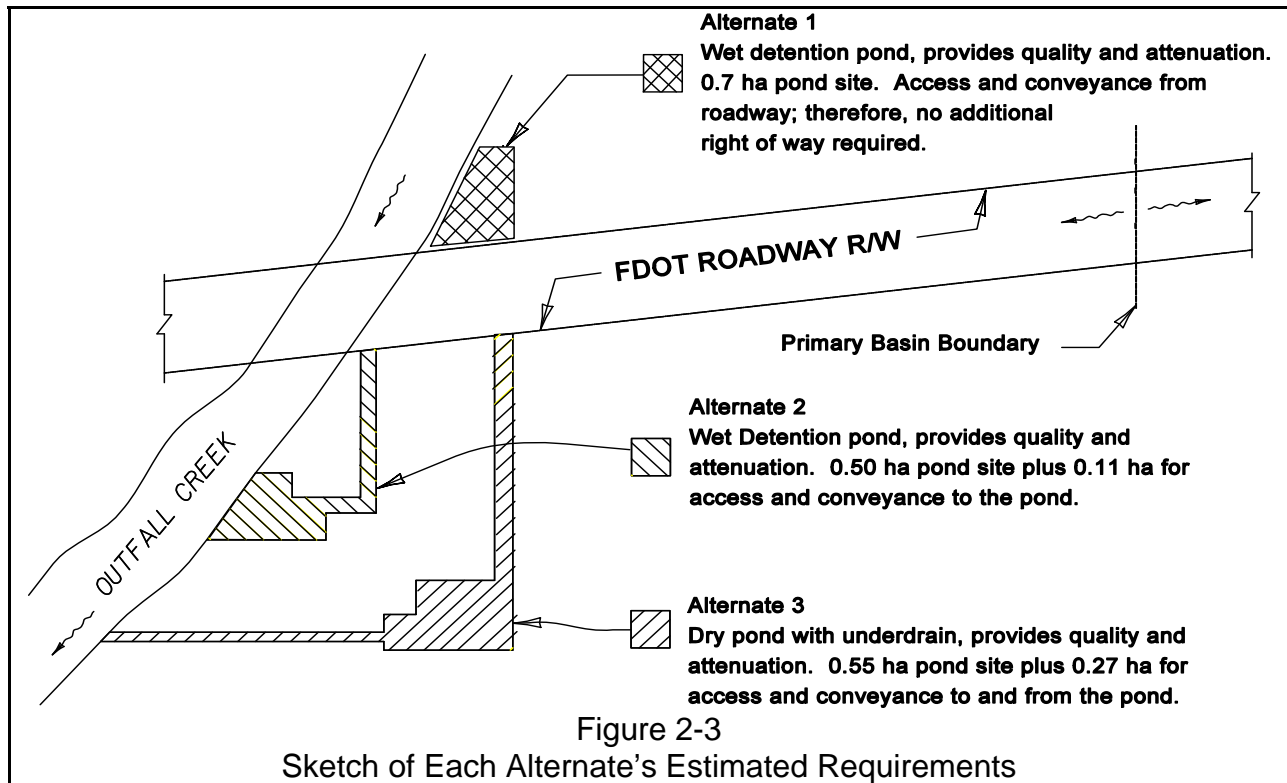 Alternate 1
Wet detention pond, provides quality and attenuation.
0.7 ha pond site. Access and conveyance from
roadway; therefore, no additional
right of way required.
FDOT ROADWAY R/W
Primary Basin Boundary
Alternate 2
Wet Detention pond, provides quality and
attenuation. 0.50 ha pond site plus 0.11 ha for
access and conveyance to the pond.
OUTFALL CREEK
Alternate 3
Dry pond with underdrain, provides quality and
attenuation. 0.55 ha pond site plus 0.27 ha for
access and conveyance to and from the pond.
Figure 2-3
Sketch of Each Alternate's Estimated Requirements